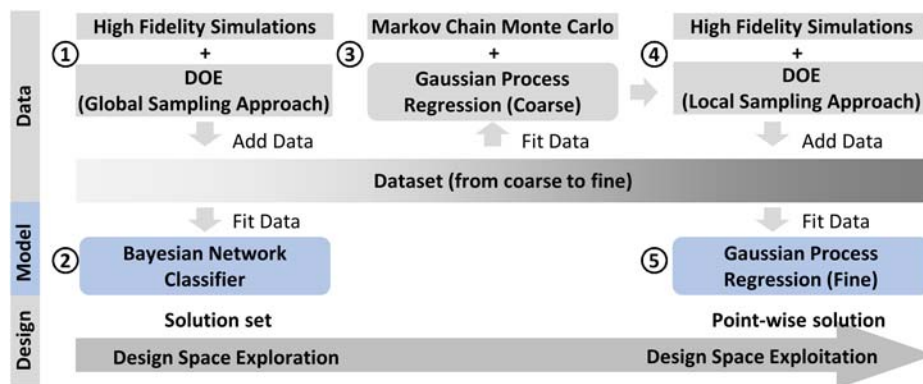 Data
①
High Fidelity Simulations
+
DOE
(Global Sampling Approach)
Add Data
③
Markov Chain Monte Carlo
+
Gaussian Process
Regression (Coarse)
Fit Data
④
High Fidelity Simulations
+
DOE
(Local Sampling Approach)
Add Data
Dataset (from coarse to fine)
Model
Fit Data
②
Bayesian Network
Classifier
Fit Data
⑤
Gaussian Process
Regression (Fine)
Design
Solution set
Point-wise solution
Design Space Exploration
Design Space Exploitation